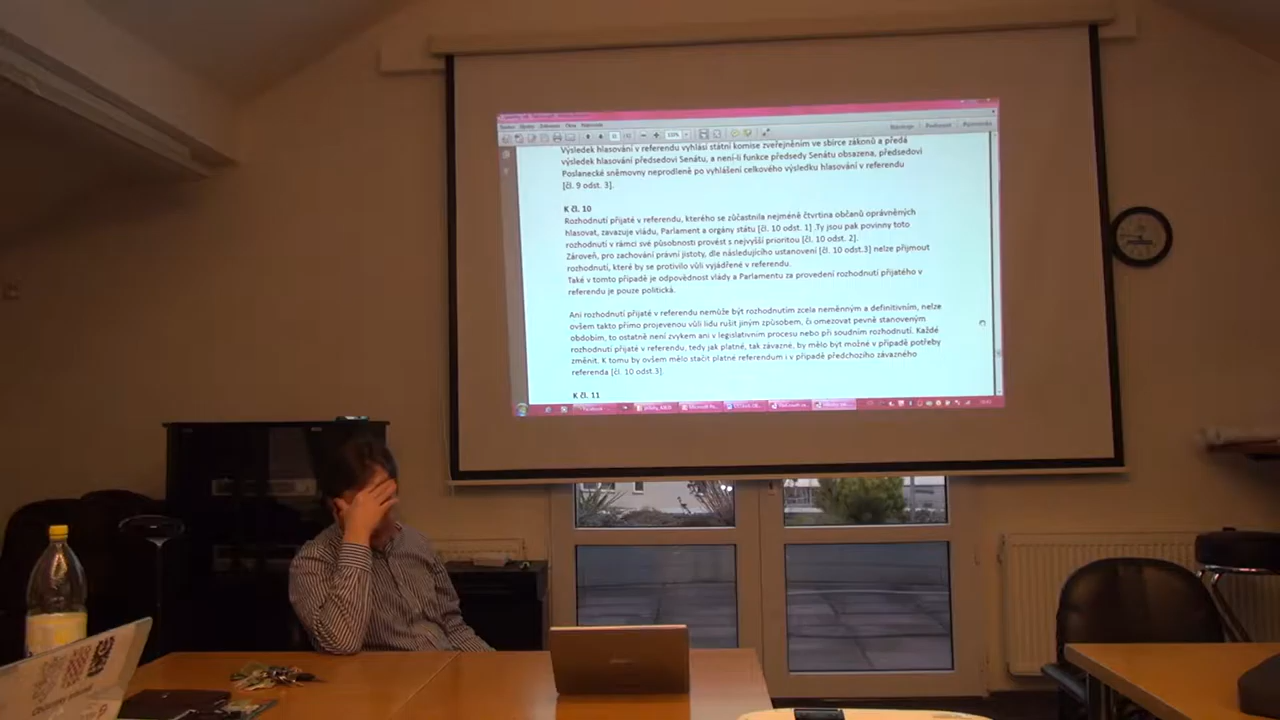 Výsledek hlasování v referendu vyhlásí státní komise zveřejněním ve sbírce zákonů a předá
výsledek hlasování předsedovi Senátu, a není-li funkce předsedy Senátu obsazena, předsedovi
Poslanecké sněmovny neprodleně po vyhlášení celkového výsledku hlasování v referendu
[čl. 9 odst. 3].
K čl. 10
Rozhodnutí přijaté v referendu, kterého se zúčastnila nejméně čtvrtina občanů oprávněných
hlasovat, zavazuje vládu, Parlament a orgány státu [čl. 10 odst. 1] .Ty jsou pak povinny toto
rozhodnutí v rámci své působnosti provést s nejvyšší prioritou [čl. 10 odst. 2].
Zároveň, pro zachování právní jistoty, dle následujícího ustanovení [čl. 10 odst.3] nelze přijmout
rozhodnutí, které by se protivilo vůli vyjádřené v referendu.
Také v tomto případě je odpovědnost vlády a Parlamentu za provedení rozhodnutí přijatého v
referendu je pouze politická.
Ani rozhodnutí přijaté v referendu nemůže být rozhodnutím zcela neměnným a definitivním, nelze
ovšem takto přímo projevenou vůli lidu rušit jiným způsobem, či omezovat pevně stanoveným
obdobím, to ostatně není zvykem ani v legislativním procesu nebo při soudním rozhodnutí. Každé
rozhodnutí přijaté v referendu, tedy jak platné, tak závazné, by mělo být možné v případě potřeby
změnit. K tomu by ovšem mělo stačit platné referendum i v případě předchozího závazného
referenda [čl. 10 odst.3].
K čl. 11